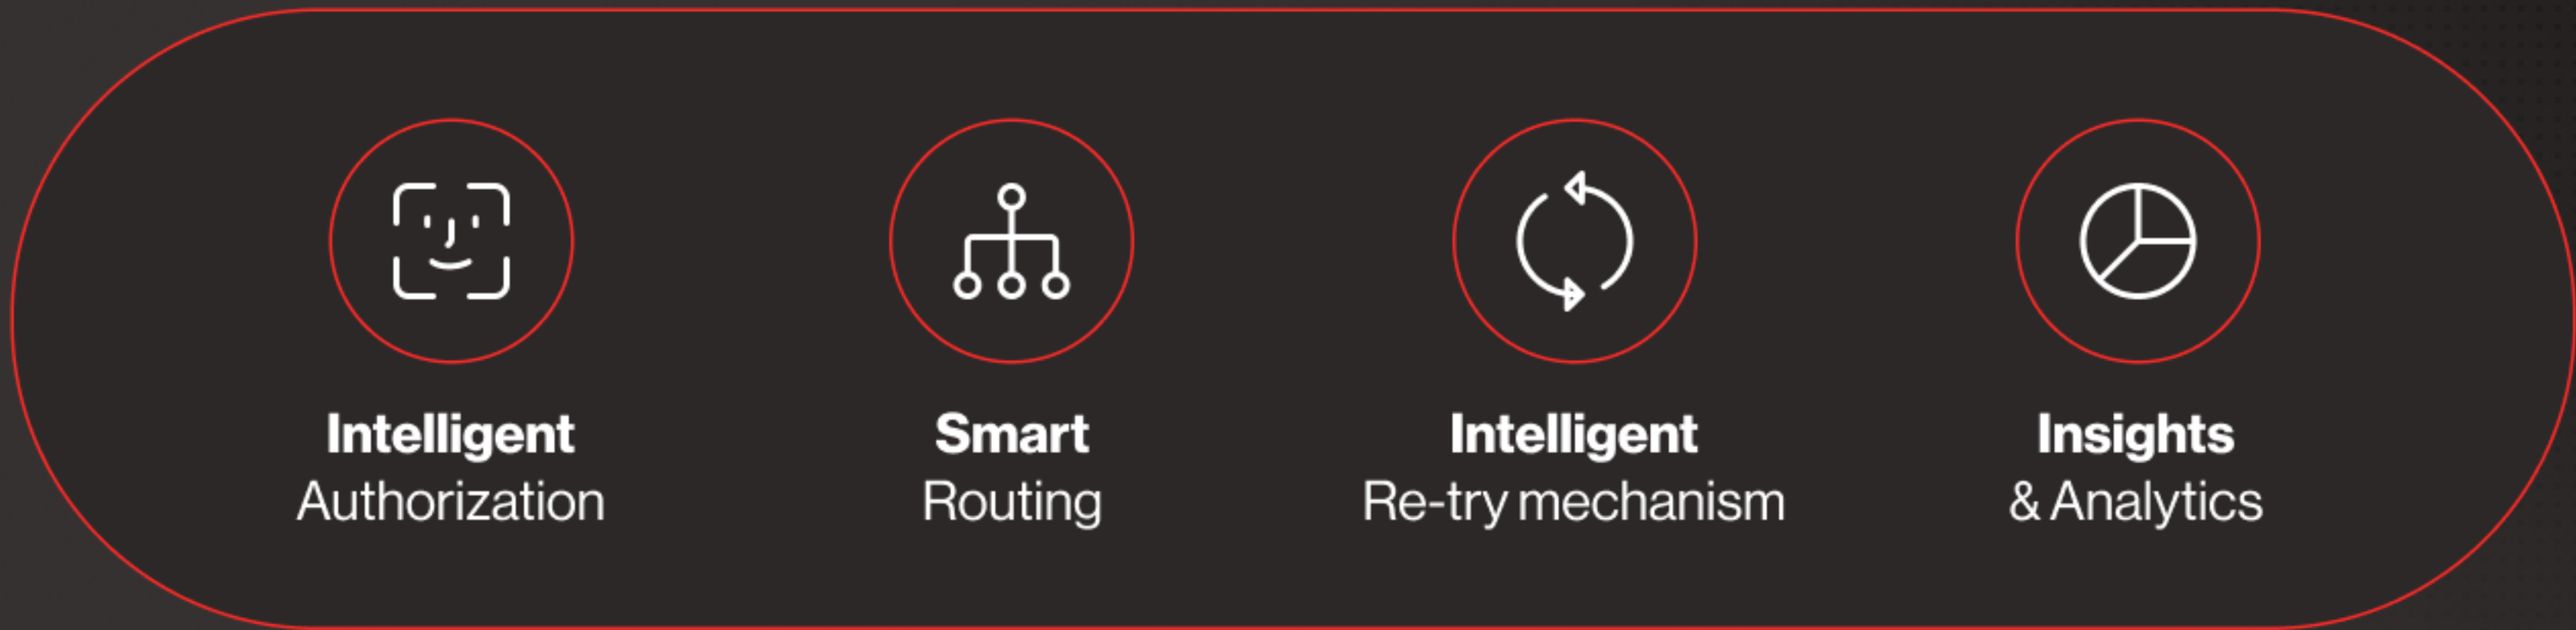 Intelligent
Authorization
Smart
Routing
Intelligent
Re-try mechanism
Insights
& Analytics